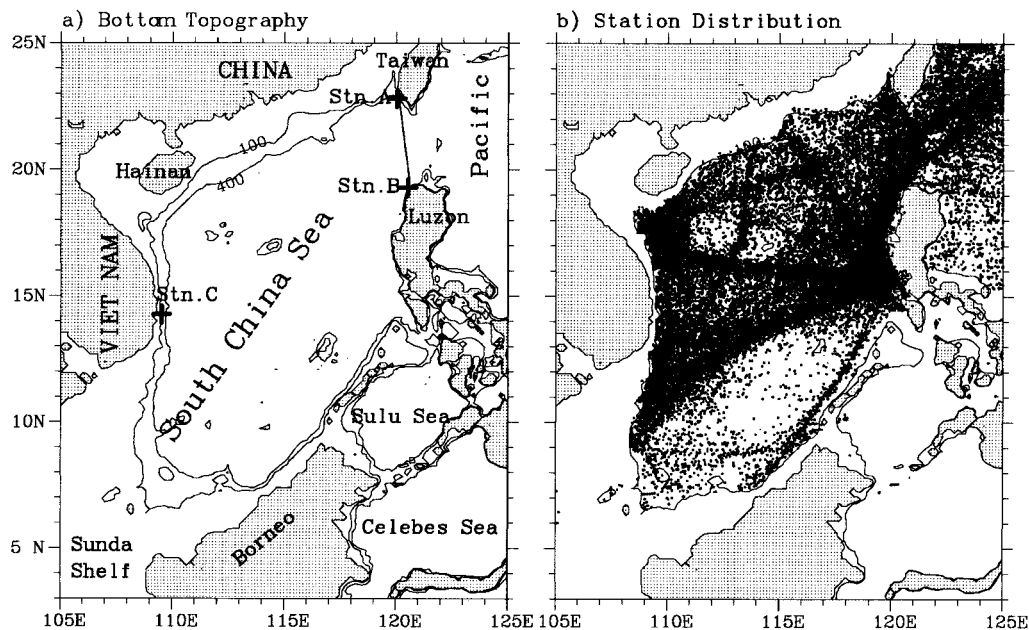 a) Bottom Topography
b) Station Distribution
25N
20N
15N
10N
5 N
CHINA
Taiwan
Stn. A
Pacific
100
400
Hainan
Stn.B
Luzon
VIET NAM
Stn.C
South China Sea
Sulu Sea
Borneo
Celebes Sea
Sunda
Shelf
105E
110E
115E
120E
125E
105E
110E
115E
120E
125E